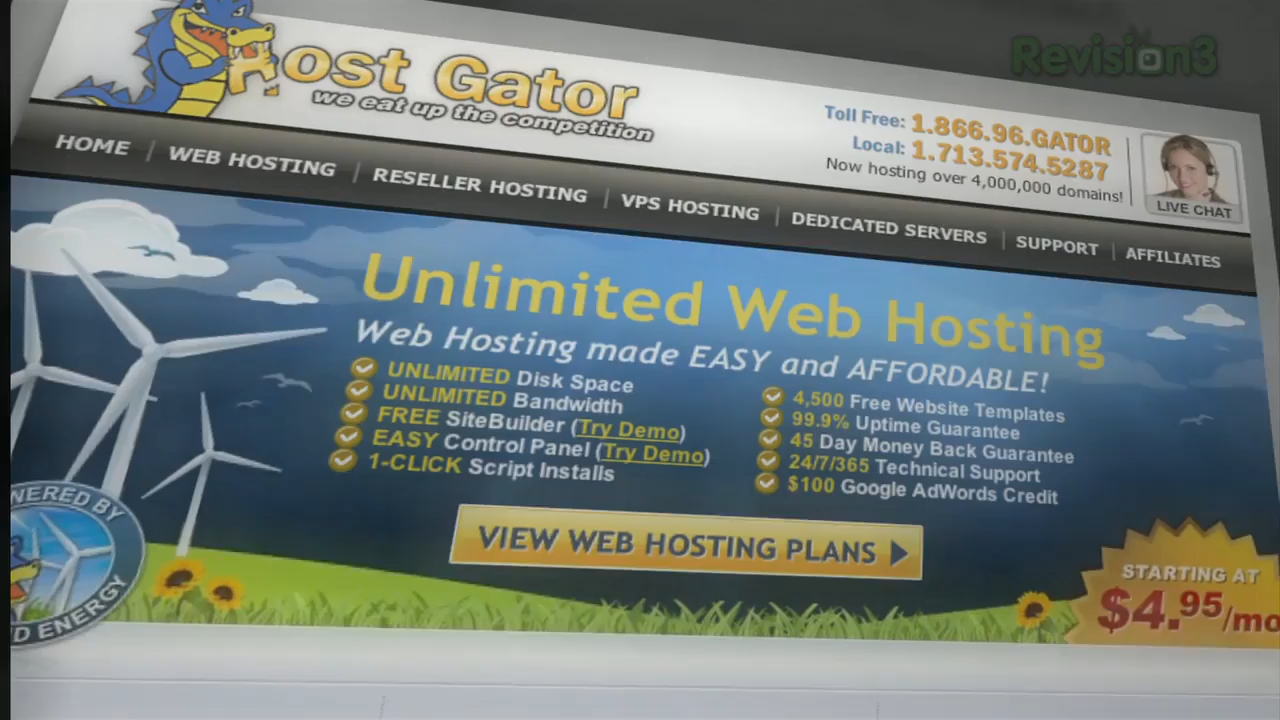 Revision3
Host Gator
we eat up the competition
Toll Free: 1.866.96.GATOR
Local: 1.713.574.5287
Now hosting over 4,000,000 domains!
LIVE CHAT
HOME
WEB HOSTING
RESELLER HOSTING
VPS HOSTING
DEDICATED SERVERS
SUPPORT
AFFILIATES
Unlimited Web Hosting
Web Hosting made EASY and AFFORDABLE!
UNLIMITED Disk Space
UNLIMITED Bandwidth
FREE SiteBuilder (Try Demo)
EASY Control Panel (Try Demo)
1-CLICK Script Installs
4,500 Free Website Templates
99.9% Uptime Guarantee
45 Day Money Back Guarantee
24/7/365 Technical Support
$100 Google AdWords Credit
VIEW WEB HOSTING PLANS
WERED BY
D ENERGY
STARTING AT
$4.95/mo